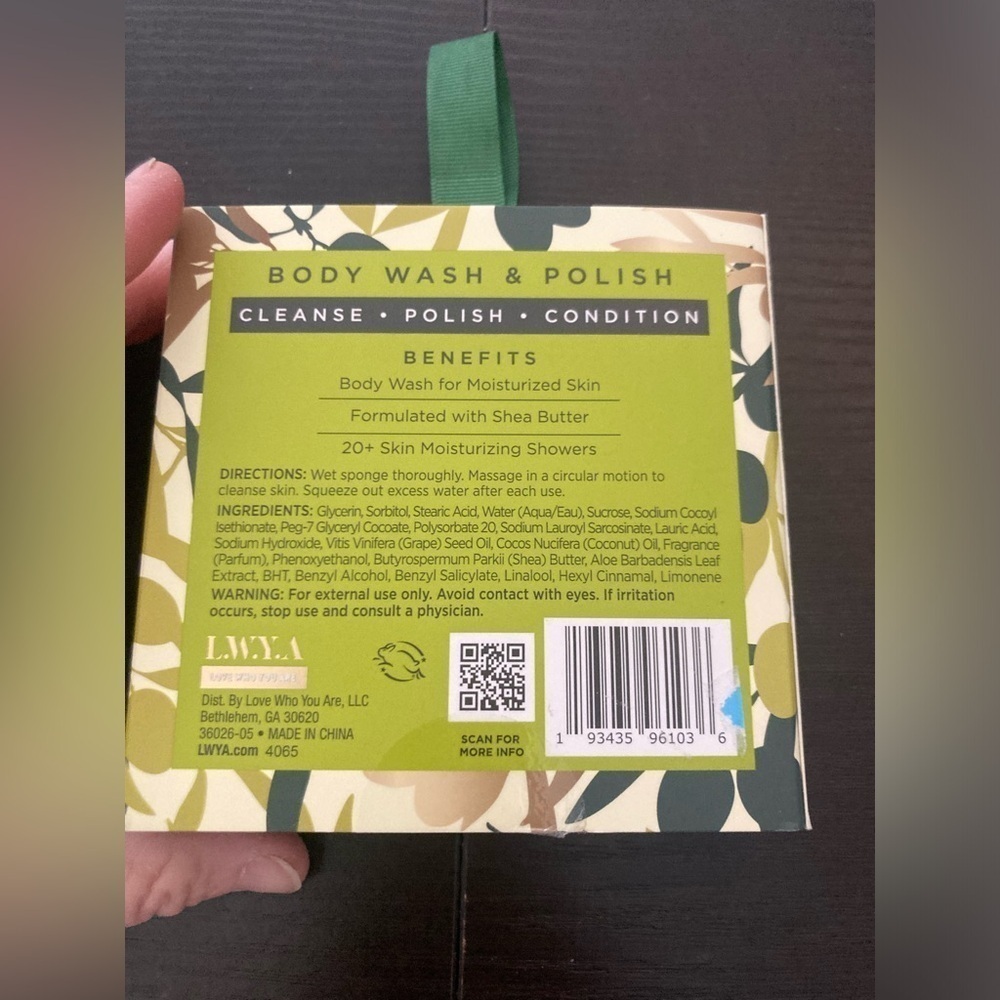 BODY WASH & POLISH
CLEANSE • POLISH • CONDITION
BENEFITS
Body Wash for Moisturized Skin
Formulated with Shea Butter
20+ Skin Moisturizing Showers
DIRECTIONS: Wet sponge thoroughly. Massage in a circular motion to
cleanse skin. Squeeze out excess water after each use.
INGREDIENTS: Glycerin, Sorbitol, Stearic Acid, Water (Aqua/Eau), Sucrose, Sodium Cocoyl
Isethionate, Peg-7 Glyceryl Cocoate, Polysorbate 20, Sodium Lauroyl Sarcosinate, Lauric Acid,
Sodium Hydroxide, Vitis Vinifera (Grape) Seed Oil, Cocos Nucifera (Coconut) Oil, Fragrance
(Parfum), Phenoxyethanol, Butyrospermum Parkii (Shea) Butter, Aloe Barbadensis Leaf
Extract, BHT, Benzyl Alcohol, Benzyl Salicylate, Linalool, Hexyl Cinnamal, Limonene
WARNING: For external use only. Avoid contact with eyes. If irritation
occurs, stop use and consult a physician.
L.W.Y.A
LOVE WHO YOU ARE
Dist. By Love Who You Are, LLC
Bethlehem, GA 30620
36026-05 • MADE IN CHINA
LWYA.com 4065
SCAN FOR
MORE INFO
1 93435 96103 6